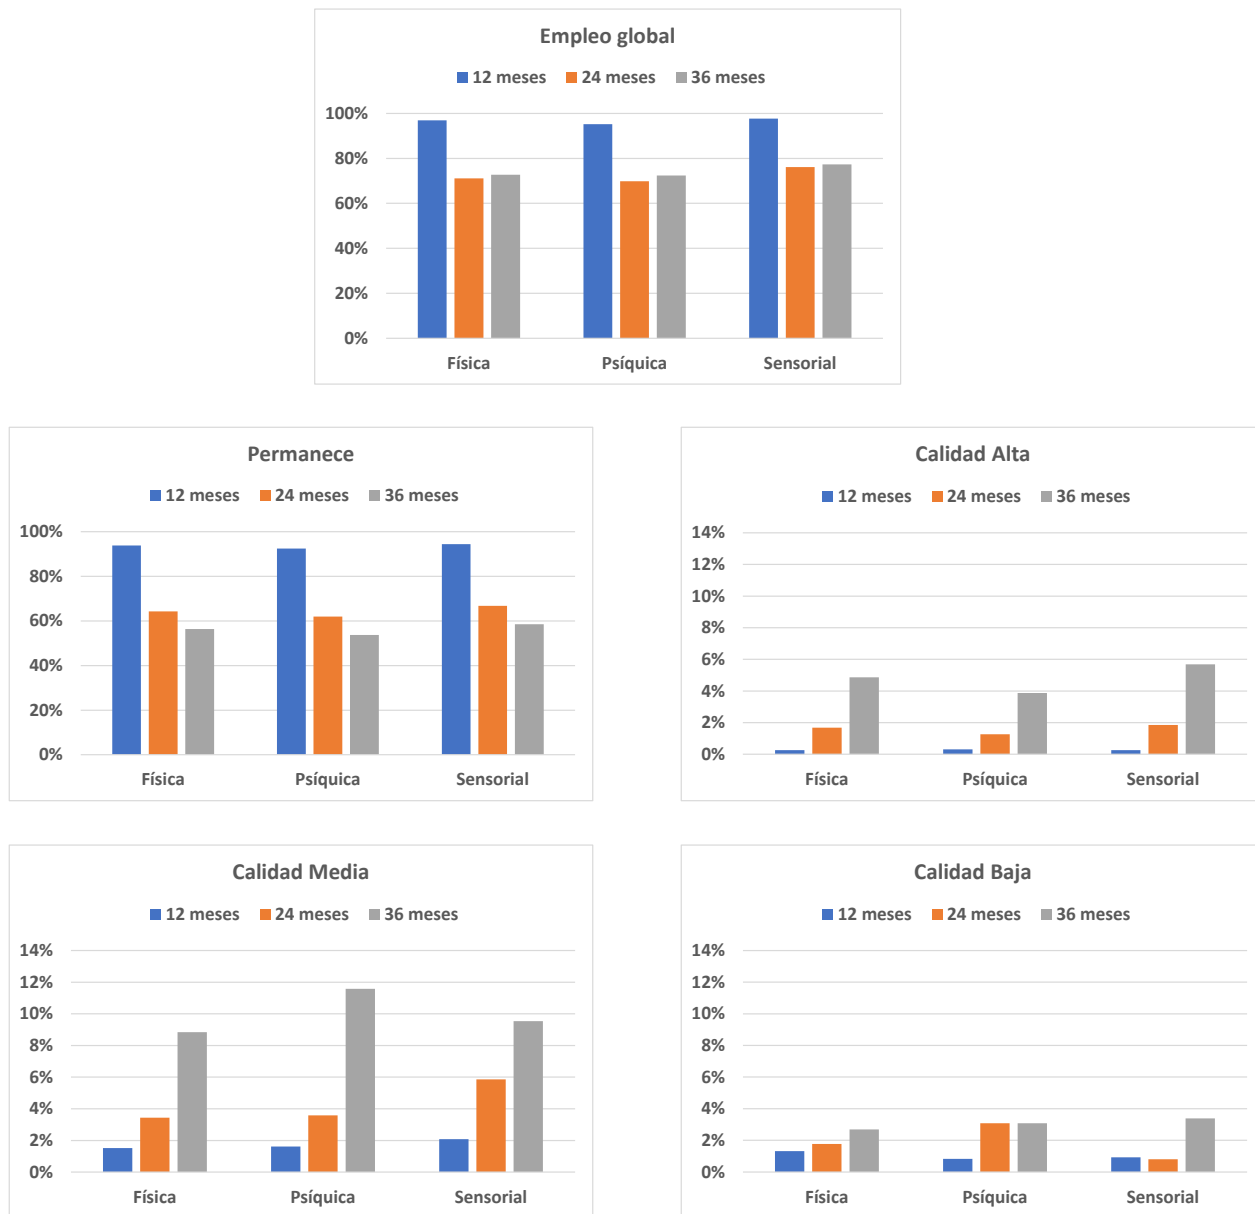 Empleo global
12 meses 24 meses 36 meses
100%
80%
60%
40%
20%
0%
Física Psíquica Sensorial
Permanece
12 meses 24 meses 36 meses
100%
80%
60%
40%
20%
0%
Física Psíquica Sensorial
Calidad Alta
12 meses 24 meses 36 meses
14%
12%
10%
8%
6%
4%
2%
0%
Física Psíquica Sensorial
Calidad Media
12 meses 24 meses 36 meses
14%
12%
10%
8%
6%
4%
2%
0%
Física Psíquica Sensorial
Calidad Baja
12 meses 24 meses 36 meses
14%
12%
10%
8%
6%
4%
2%
0%
Física Psíquica Sensorial